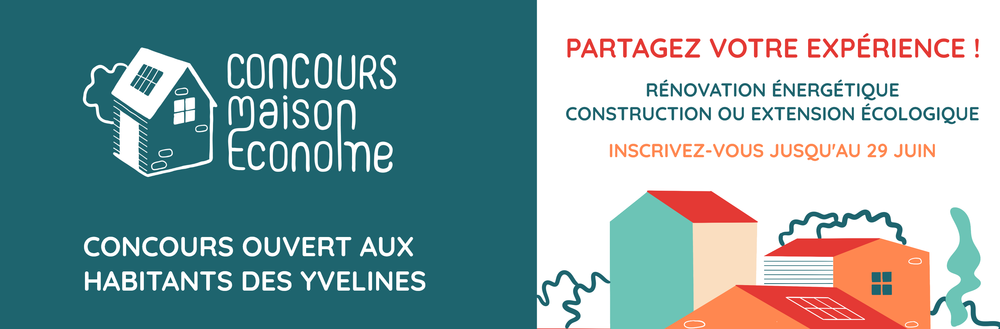 CONCOURS
maison
Econome
CONCOURS OUVERT AUX
HABITANTS DES YVELINES
PARTAGEZ VOTRE EXPÉRIENCE !
RÉNOVATION ÉNERGÉTIQUE
CONSTRUCTION OU EXTENSION ÉCOLOGIQUE
INSCRIVEZ-VOUS JUSQU'AU 29 JUIN